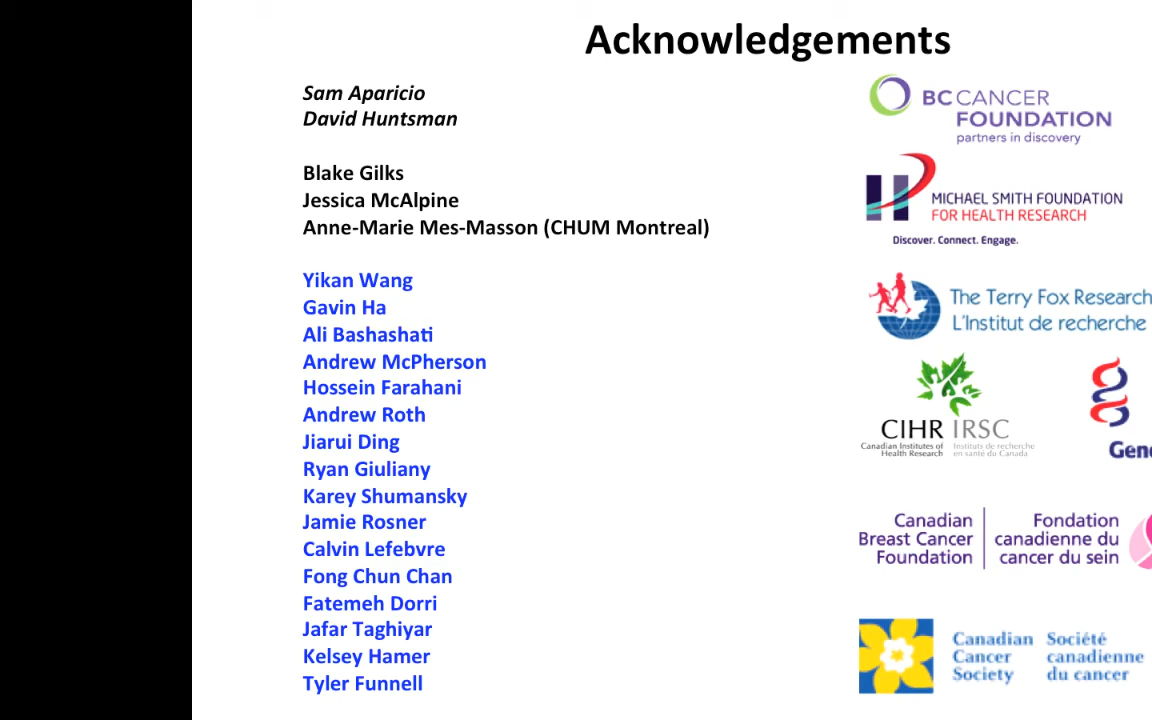 Acknowledgements
Sam Aparicio
David Huntsman
Blake Gilks
Jessica McAlpine
Anne-Marie Mes-Masson (CHUM Montreal)
Yikan Wang
Gavin Ha
Ali Bashashati
Andrew McPherson
Hossein Farahani
Andrew Roth
Jiarui Ding
Ryan Giuliany
Karey Shumansky
Jamie Rosner
Calvin Lefebvre
Fong Chun Chan
Fatemeh Dorri
Jafar Taghiyar
Kelsey Hamer
Tyler Funnell
BC CANCER
FOUNDATION
partners in discovery
MICHAEL SMITH FOUNDATION
FOR HEALTH RESEARCH
Discover. Connect. Engage.
The Terry Fox Research
L'Institut de recherche
CIHR IRSC
Canadian Institutes of
Health Research
Instituts de recherche
en santé du Canada
Gen
Canadian
Breast Cancer
Foundation
Fondation
canadienne du
cancer du sein
Canadian
Cancer
Society
Société
canadienne
du cancer